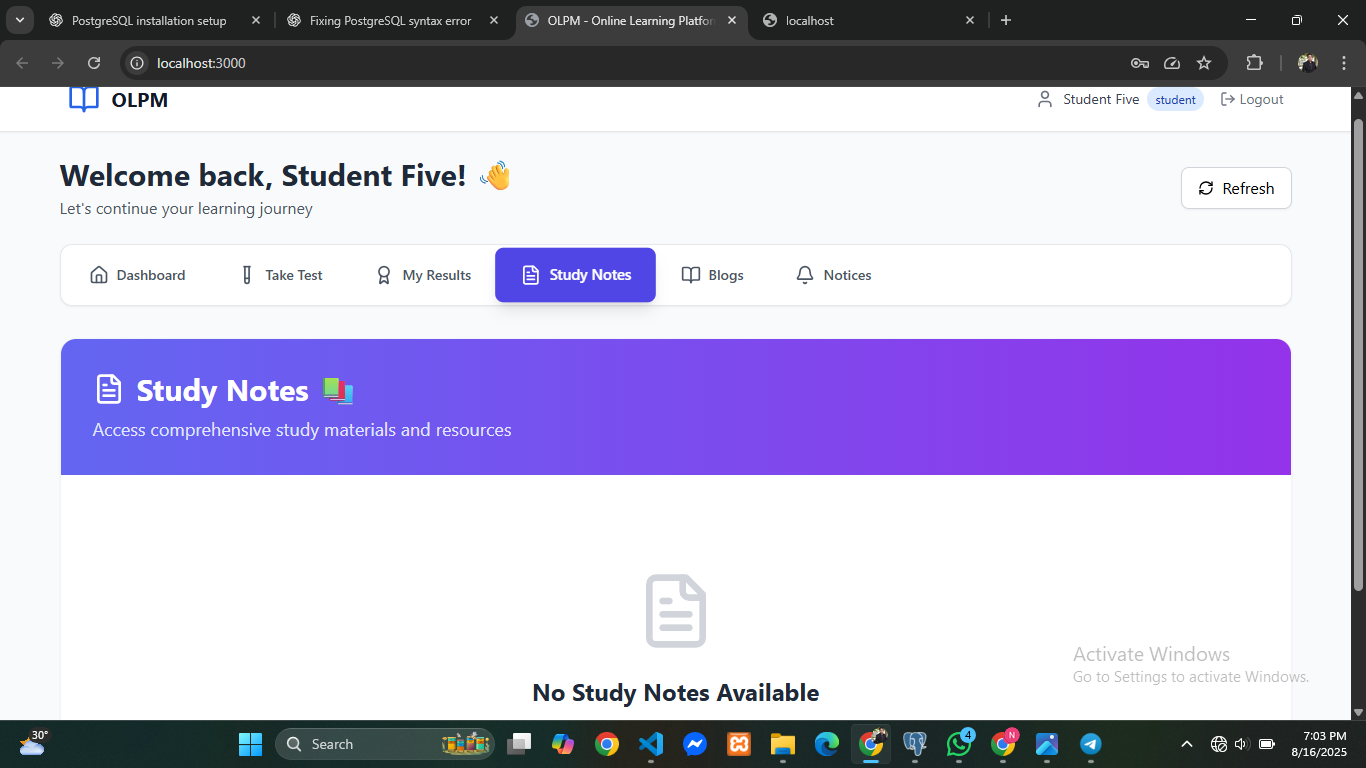 PostgreSQL installation setup
Fixing PostgreSQL syntax error
OLPM - Online Learning Platfor
localhost
localhost:3000
OLPM
Student Five
student
Logout
Welcome back, Student Five! 👋
Let's continue your learning journey
Refresh
Dashboard
Take Test
My Results
Study Notes
Blogs
Notices
Study Notes 📚
Access comprehensive study materials and resources
No Study Notes Available
Activate Windows
Go to Settings to activate Windows.
30°
Search
4
N
7:03 PM
8/16/2025